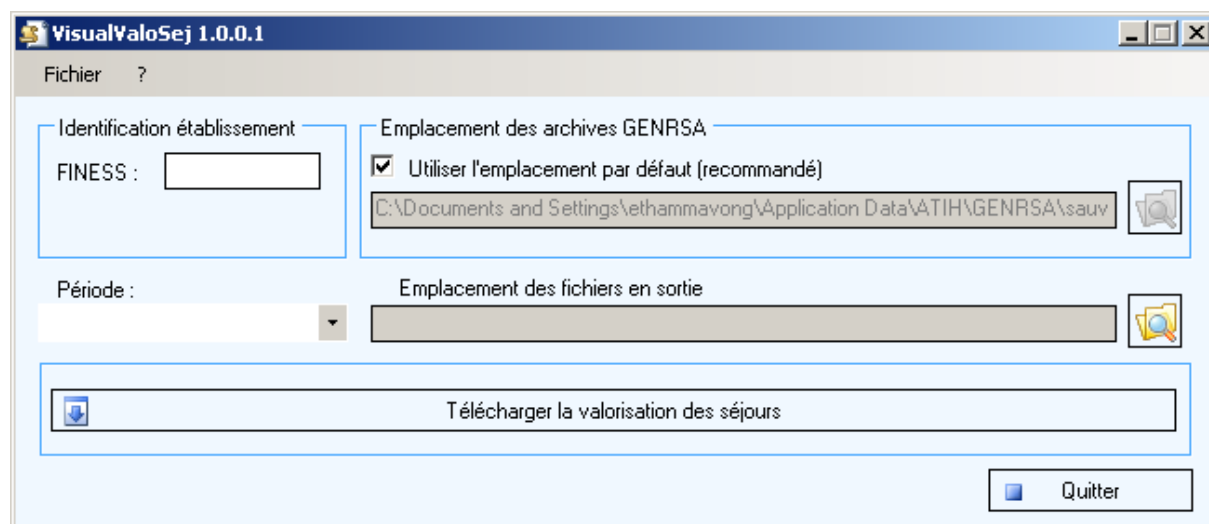 VisualValoSej 1.0.0.1
Fichier ?
Identification établissement
FINESS :
Emplacement des archives GENRSA
Utiliser l'emplacement par défaut (recommandé)
C:\Documents and Settings\ethammavong\Application Data\ATIH\GENRSA\sauv
Période :
Emplacement des fichiers en sortie
Télécharger la valorisation des séjours
Quitter